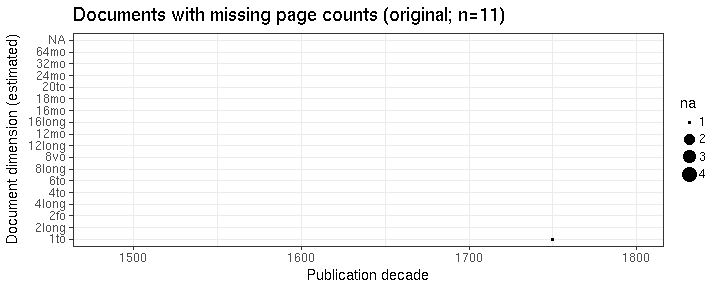 Documents with missing page counts (original; n=11)
Document dimension (estimated)
NA
64mo
32mo
24mo
20to
18mo
16mo
16long
12mo
12long
8vo
8long
6to
4to
4long
2fo
2long
1to
1500 1600 1700 1800
Publication decade
na
1
2
3
4